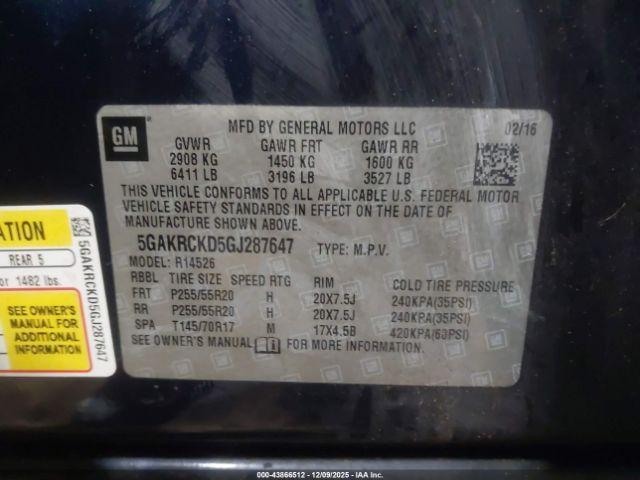 GM
®
MFD BY GENERAL MOTORS LLC 02/16
GVWR GAWR FRT GAWR RR
2908 KG 1450 KG 1600 KG
6411 LB 3196 LB 3527 LB
THIS VEHICLE CONFORMS TO ALL APPLICABLE U.S. FEDERAL MOTOR
VEHICLE SAFETY STANDARDS IN EFFECT ON THE DATE OF
MANUFACTURE SHOWN ABOVE.
5GAKRCKD5GJ287647 TYPE: M.P.V.
MODEL: R14526
RBBL TIRE SIZE SPEED RTG RIM COLD TIRE PRESSURE
FRT P255/55R20 H 20X7.5J 240KPA(35PSI)
RR P255/55R20 H 20X7.5J 240KPA(35PSI)
SPA T145/70R17 M 17X4.5B 420KPA(60PSI)
SEE OWNER'S MANUAL FOR MORE INFORMATION.
ATION
REAR 5
or 1482 lbs.
SEE OWNER'S
MANUAL FOR
ADDITIONAL
INFORMATION
5GAKRCKD5GJ287647
000-43866512 - 12/09/2025 - IAAI.COM